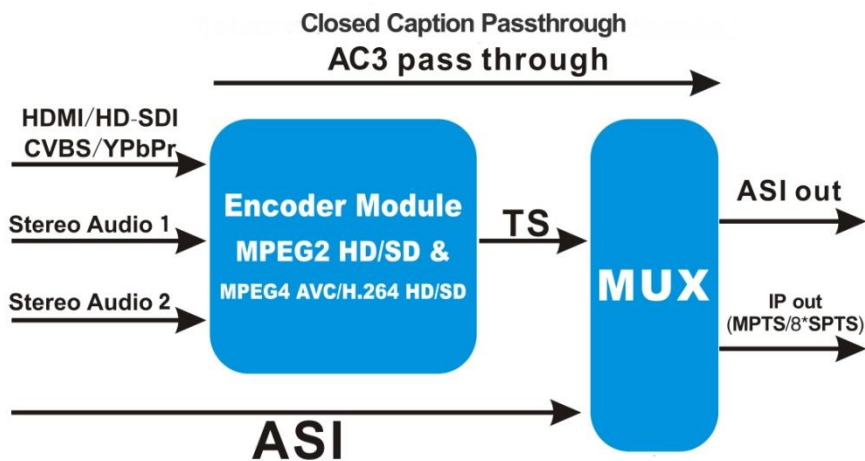 Closed Caption Passthrough
AC3 pass through
HDMI/HD-SDI
CVBS/YPbPr
Stereo Audio 1
Stereo Audio 2
Encoder Module
MPEG2 HD/SD &
MPEG4 AVC/H.264 HD/SD
TS
MUX
ASI out
IP out
(MPTS/8*SPTS)
ASI